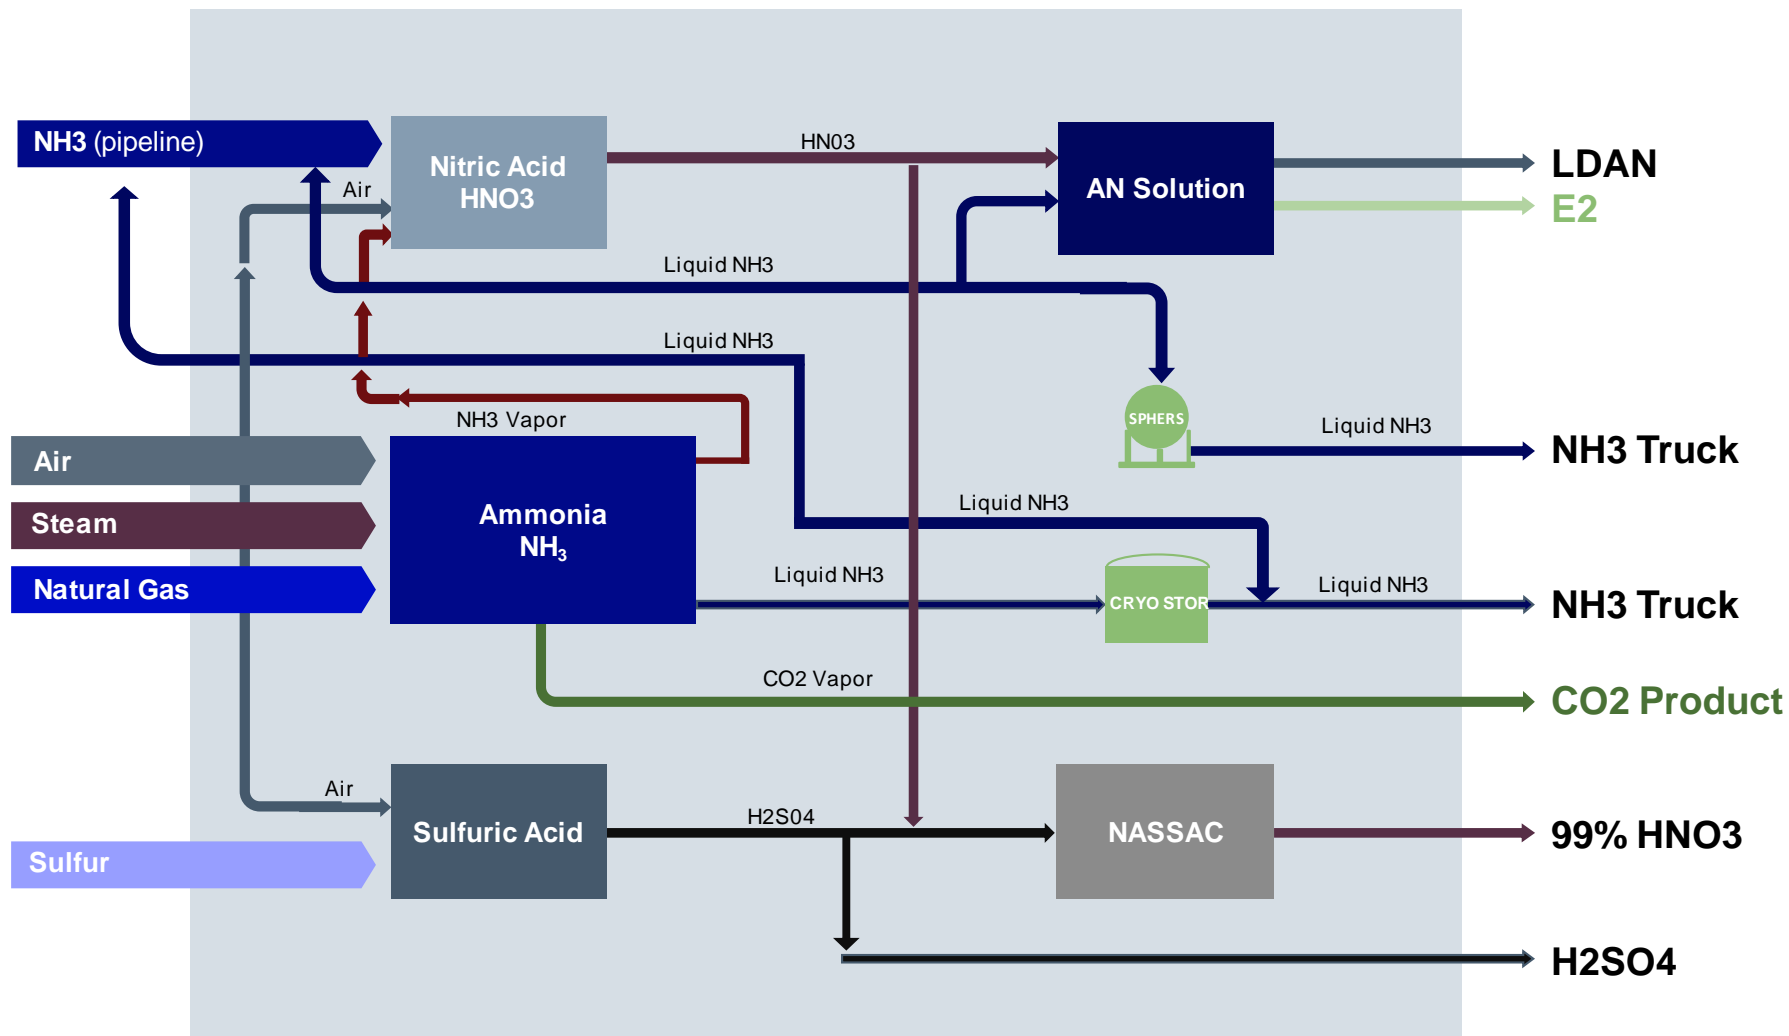 NH3 (pipeline)
Nitric Acid
HNO3
Air
HN03
AN Solution
LDAN
E2
Liquid NH3
Liquid NH3
NH3 Vapor
SPHERS
Liquid NH3
NH3 Truck
Air
Steam
Natural Gas
Ammonia
NH₃
Liquid NH3
Liquid NH3
CRYO STOR
Liquid NH3
NH3 Truck
CO2 Vapor
CO2 Product
Air
Sulfuric Acid
Sulfur
H2S04
NASSAC
99% HNO3
H2SO4